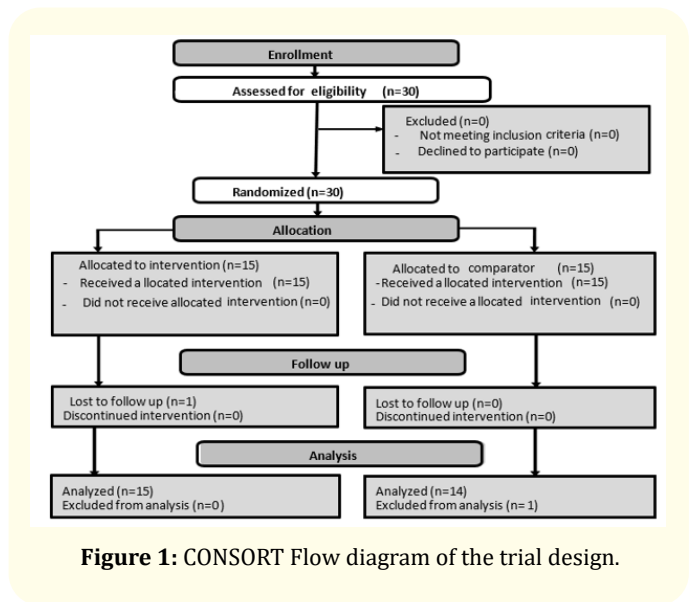 Enrollment
Assessed for eligibility (n=30)
Excluded (n=0)
- Not meeting inclusion criteria (n=0)
- Declined to participate (n=0)
Randomized (n=30)
Allocation
Allocated to intervention (n=15)
- Received a llocated intervention (n=15)
- Did not receive allocated intervention (n=0)
Allocated to comparator (n=15)
-Received a llocated intervention (n=15)
- Did not receive a llocated intervention (n=0)
Follow up
Lost to follow up (n=1)
Discontinued intervention (n=0)
Lost to follow up (n=0)
Discontinued intervention (n=0)
Analysis
Analyzed (n=15)
Excluded from analysis (n=0)
Analyzed (n=14)
Excluded from analysis (n= 1)
Figure 1: CONSORT Flow diagram of the trial design.